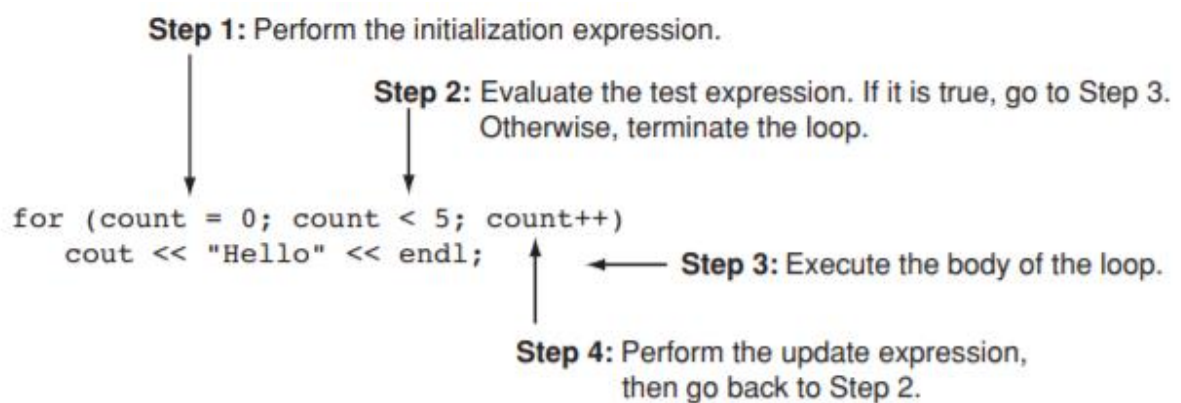 Step 1: Perform the initialization expression.
Step 2: Evaluate the test expression. If it is true, go to Step 3.
Otherwise, terminate the loop.
for (count = 0; count < 5; count++)
cout << "Hello" << endl;
Step 3: Execute the body of the loop.
Step 4: Perform the update expression,
then go back to Step 2.